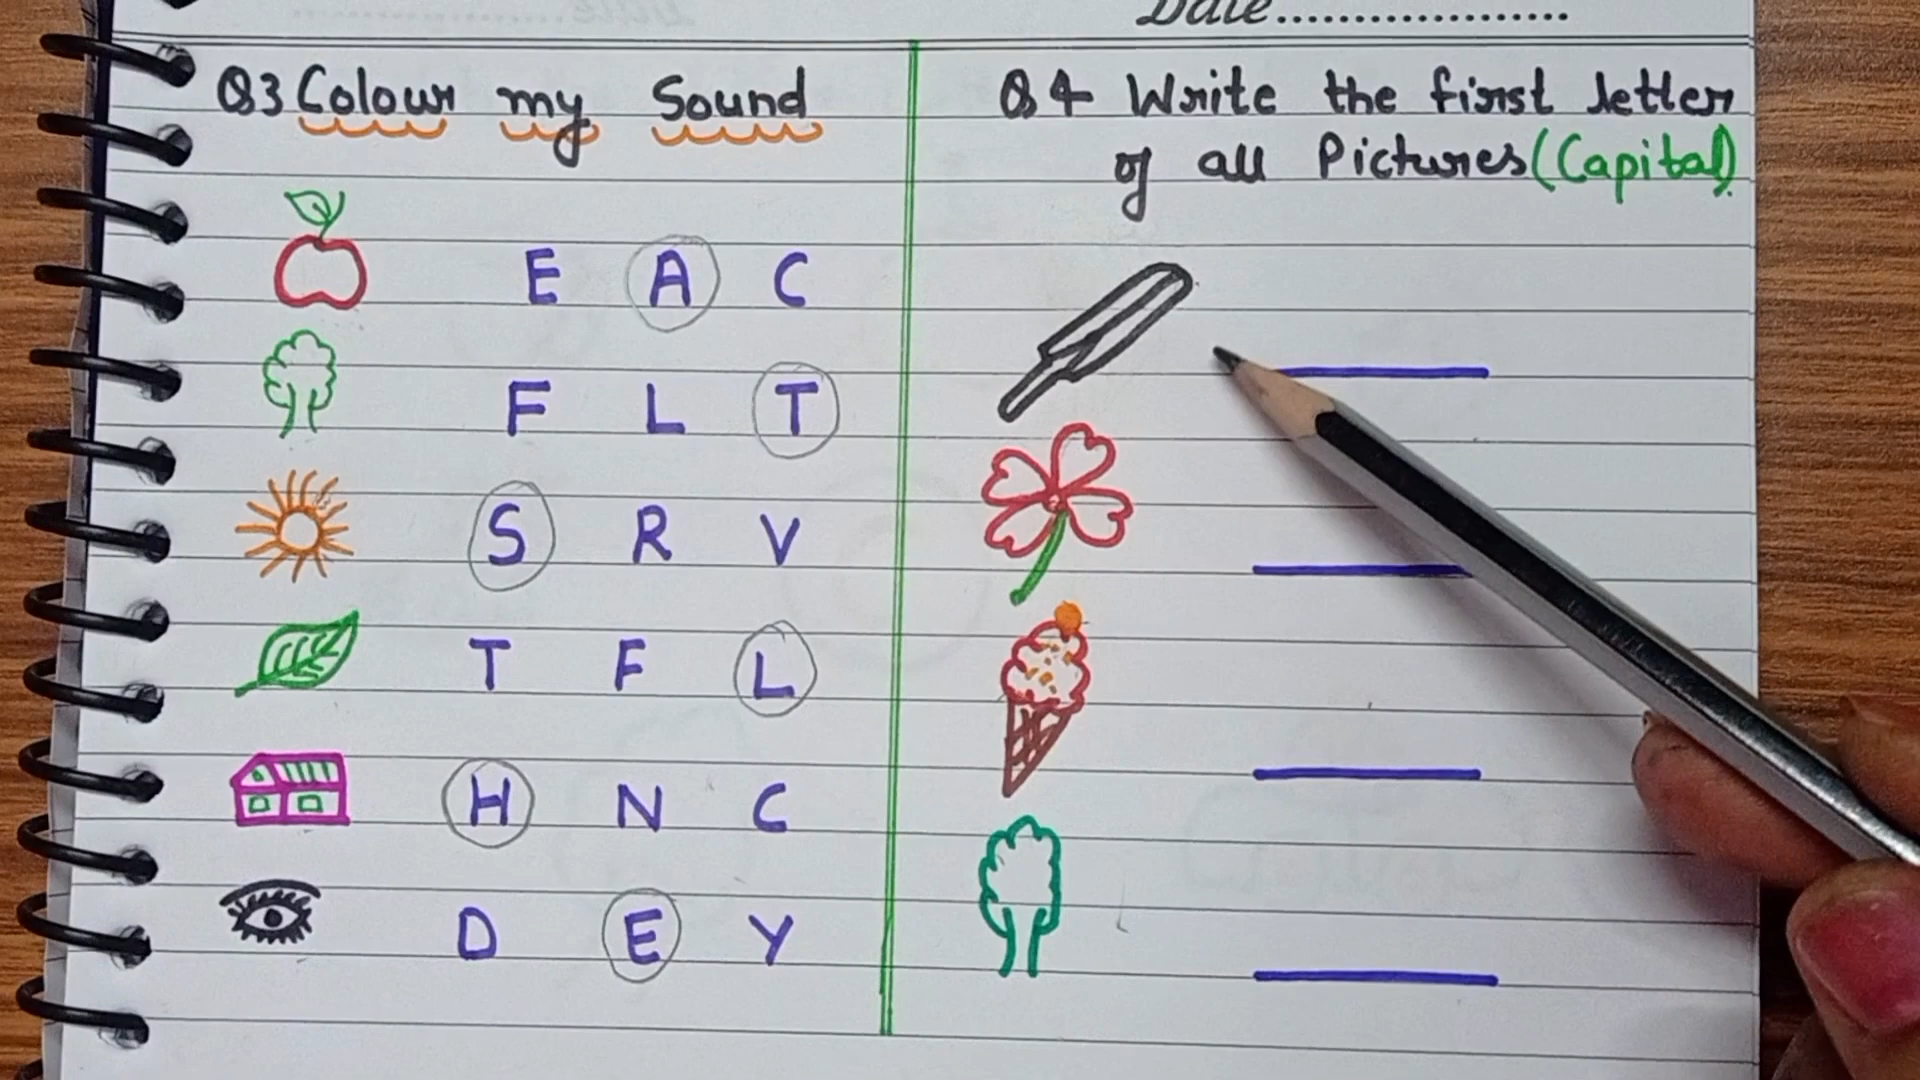 Date....................
Q3 Colour my Sound
E A C
F L T
S R V
T F L
H N C
D E Y
Q4 Write the first letter
of all Pictures (Capital)